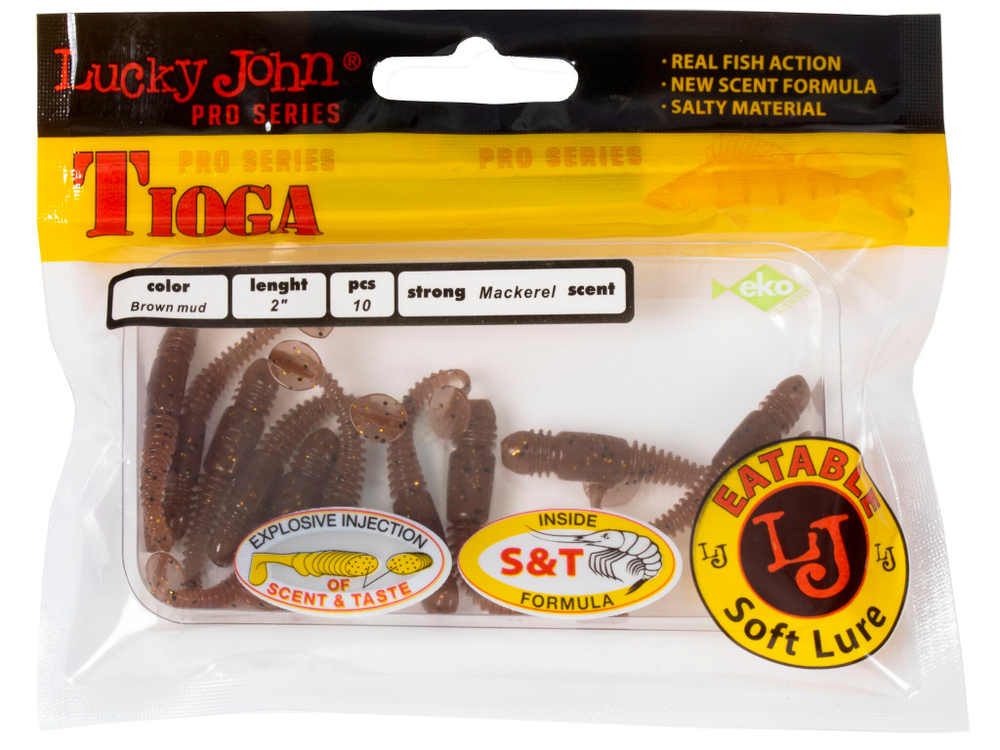 Lucky John®
PRO SERIES
· REAL FISH ACTION
· NEW SCENT FORMULA
· SALTY MATERIAL
PRO SERIES PRO SERIES
TIOGA
color
Brown mud
lenght
2"
pcs
10
strong Mackerel scent
eko
EXPLOSIVE INJECTION
OF
SCENT & TASTE
INSIDE
S&T
FORMULA
EATABLE
LJ LJ LJ
Soft Lure